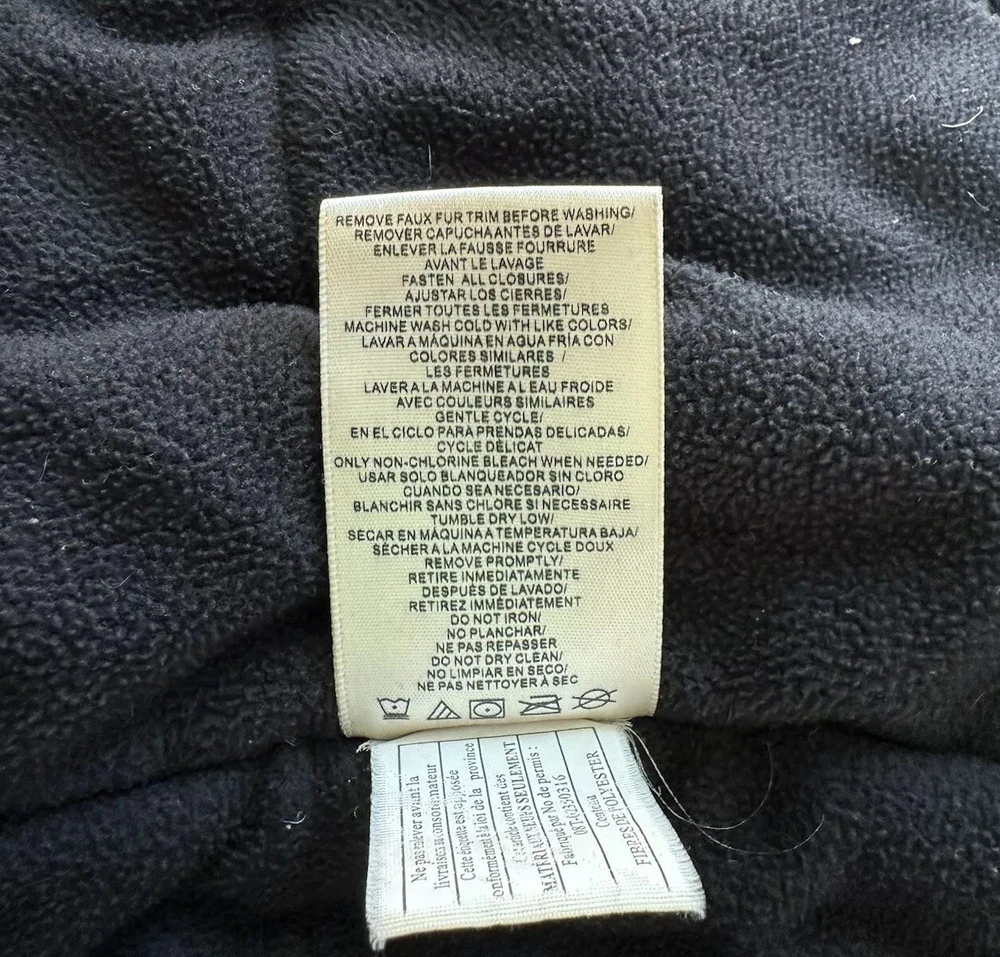 REMOVE FAUX FUR TRIM BEFORE WASHING/
REMOVER CAPUCHA ANTES DE LAVAR/
ENLEVER LA FAUSSE FOURRURE
AVANT LE LAVAGE
FASTEN ALL CLOSURES/
AJUSTAR LOS CIERRES/
FERMER TOUTES LES FERMETURES
MACHINE WASH COLD WITH LIKE COLORS/
LAVAR A MÁQUINA EN AGUA FRÍA CON
COLORES SIMILARES /
LES FERMETURES
LAVER A LA MACHINE A L EAU FROIDE
AVEC COULEURS SIMILAIRES
GENTLE CYCLE/
EN EL CICLO PARA PRENDAS DELICADAS/
CYCLE DÉLICAT
ONLY NON-CHLORINE BLEACH WHEN NEEDED/
USAR SOLO BLANQUEADOR SIN CLORO
CUANDO SEA NECESARIO/
BLANCHIR SANS CHLORE SI NECESSAIRE
TUMBLE DRY LOW/
SECAR EN MÁQUINA A TEMPERATURA BAJA/
SÉCHER À LA MACHINE CYCLE DOUX
REMOVE PROMPTLY/
RETIRE INMEDIATAMENTE
DESPUÉS DE LAVADO/
RETIREZ IMMÉDIATEMENT
DO NOT IRON/
NO PLANCHAR/
NE PAS REPASSER
DO NOT DRY CLEAN/
NO LIMPIAR EN SECO/
NE PAS NETTOYER À SEC
Ne pas enlever avant la
livraison au consommateur
Cette étiquette est apposée
conformément à la loi de la province
Cet article contient des
MATÉRIAUX NEUFS SEULEMENT
Fabriqué par No de permis :
Contenu
FIBRES DE POLYESTER